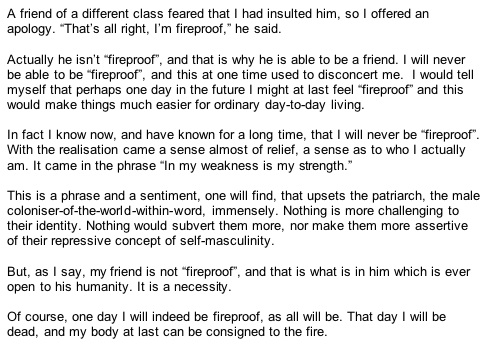 A friend of a different class feared that I had insulted him, so I offered an
apology. “That’s all right, I’m fireproof,” he said.
Actually he isn’t “fireproof”, and that is why he is able to be a friend. I will never
be able to be “fireproof”, and this at one time used to disconcert me. I would tell
myself that perhaps one day in the future I might at last feel “fireproof” and this
would make things much easier for ordinary day-to-day living.
In fact I know now, and have known for a long time, that I will never be “fireproof”.
With the realisation came a sense almost of relief, a sense as to who I actually
am. It came in the phrase “In my weakness is my strength.”
This is a phrase and a sentiment, one will find, that upsets the patriarch, the male
coloniser-of-the-world-within-word, immensely. Nothing is more challenging to
their identity. Nothing would subvert them more, nor make them more assertive
of their repressive concept of self-masculinity.
But, as I say, my friend is not “fireproof”, and that is what is in him which is ever
open to his humanity. It is a necessity.
Of course, one day I will indeed be fireproof, as all will be. That day I will be
dead, and my body at last can be consigned to the fire.